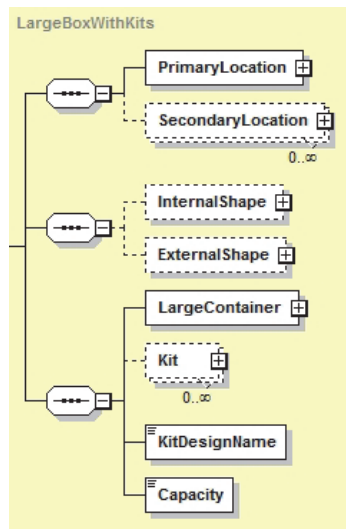 LargeBoxWithKits
PrimaryLocation
SecondaryLocation
0..∞
InternalShape
ExternalShape
LargeContainer
Kit
0..∞
KitDesignName
Capacity